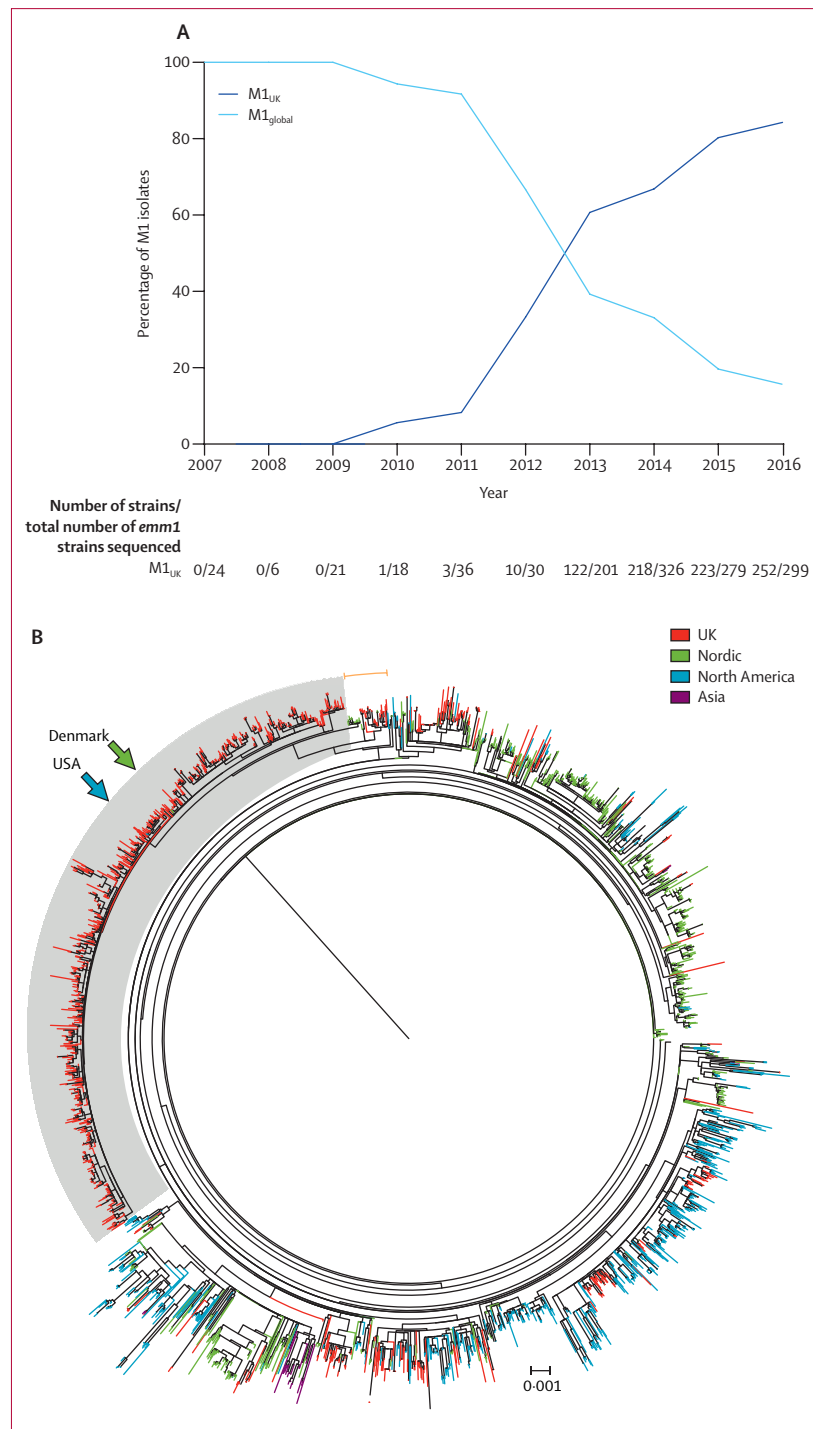 A
100
80
60
40
20
0
Percentage of M1 isolates
M1UK
M1global
2007 2008 2009 2010 2011 2012 2013 2014 2015 2016
Year
Number of strains/
total number of emm1
strains sequenced
M1UK 0/24 0/6 0/21 1/18 3/36 10/30 122/201 218/326 223/279 252/299
B
UK
Nordic
North America
Asia
Denmark
USA
0·001